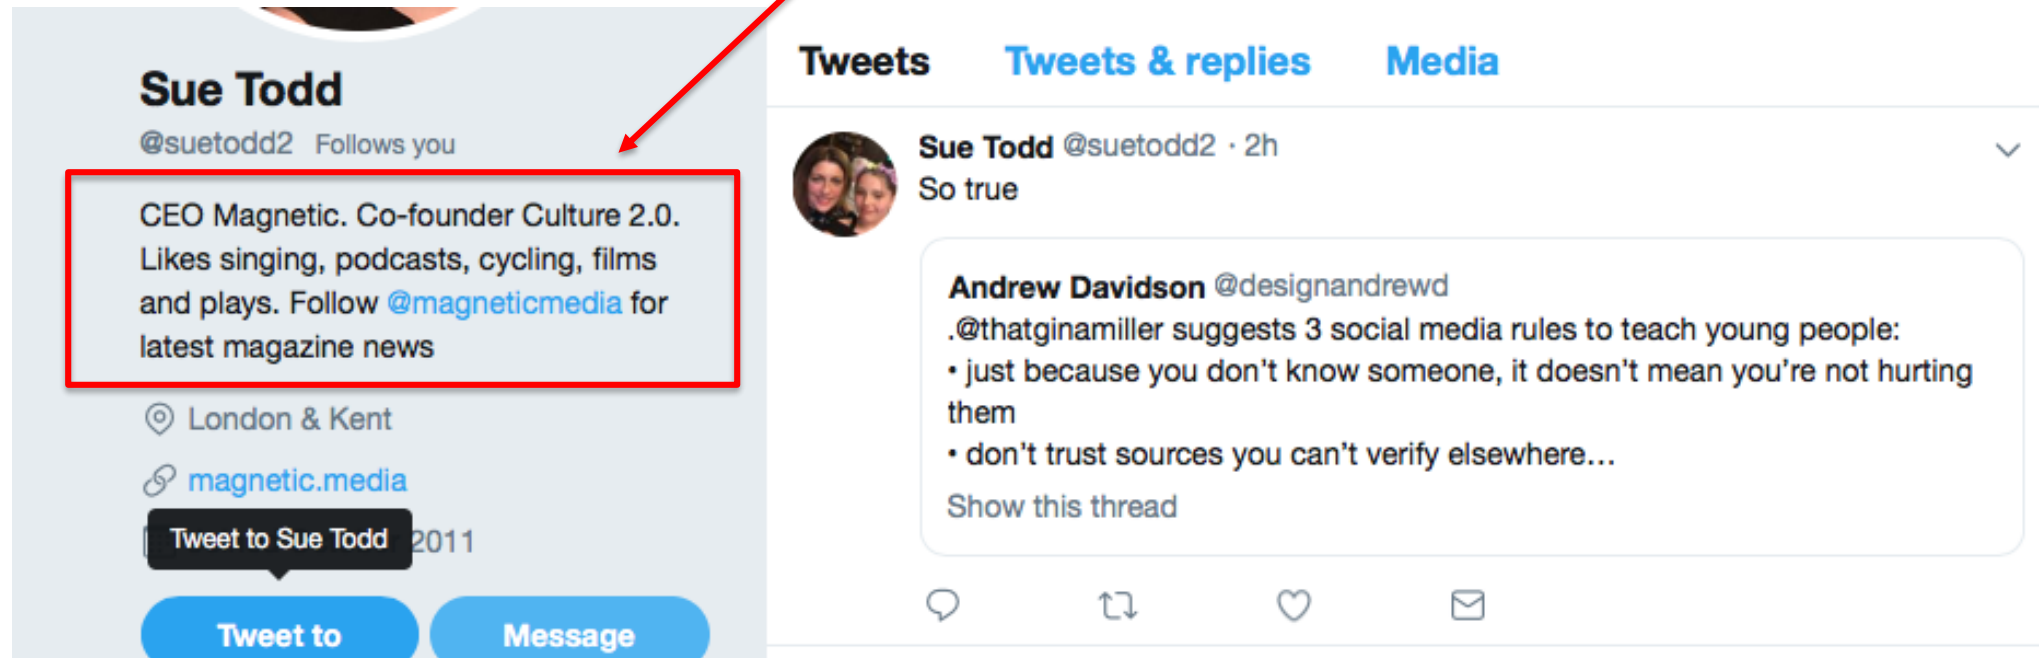 Sue Todd
@suetodd2 Follows you
CEO Magnetic. Co-founder Culture 2.0.
Likes singing, podcasts, cycling, films
and plays. Follow @magneticmedia for
latest magazine news
London & Kent
magnetic.media
Tweet to Sue Todd
2011
Tweet to
Message
Tweets
Tweets & replies
Media
Sue Todd @suetodd2 · 2h
So true
Andrew Davidson @designandrewd
.@thatginamiller suggests 3 social media rules to teach young people:
• just because you don’t know someone, it doesn’t mean you’re not hurting
them
• don’t trust sources you can’t verify elsewhere…
Show this thread